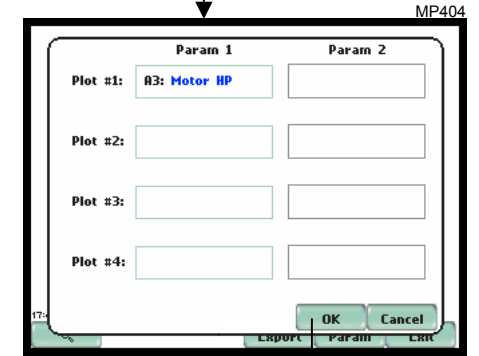 MP404
Param 1 Param 2
Plot #1: A3: Motor HP
Plot #2:
Plot #3:
Plot #4:
OK Cancel
17:
Export Param Exit